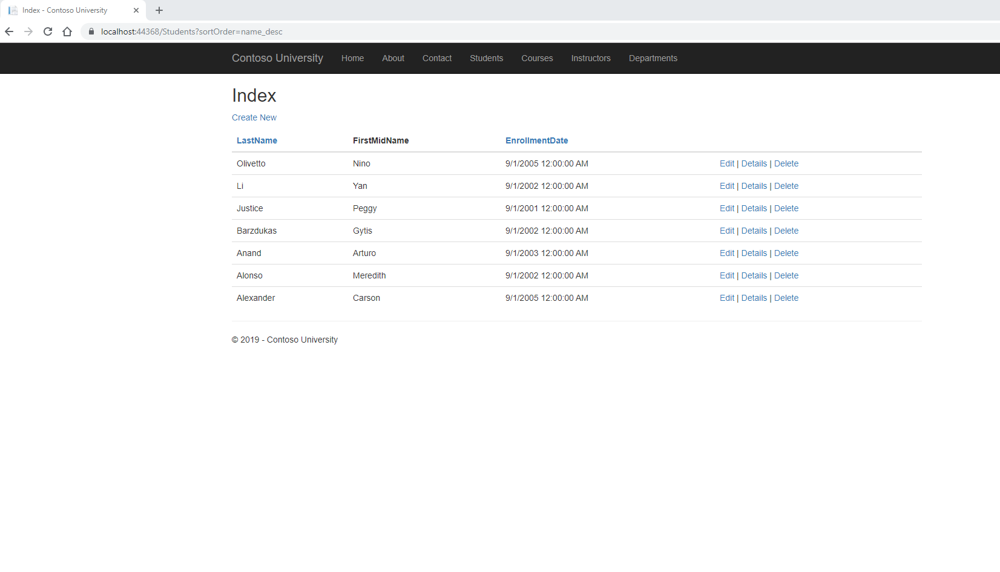 Index - Contoso University
localhost:44368/Students?sortOrder=name_desc
Contoso University Home About Contact Students Courses Instructors Departments
Index
Create New
LastName FirstMidName EnrollmentDate
Olivetto Nino 9/1/2005 12:00:00 AM Edit | Details | Delete
Li Yan 9/1/2002 12:00:00 AM Edit | Details | Delete
Justice Peggy 9/1/2001 12:00:00 AM Edit | Details | Delete
Barzdukas Gytis 9/1/2002 12:00:00 AM Edit | Details | Delete
Anand Arturo 9/1/2003 12:00:00 AM Edit | Details | Delete
Alonso Meredith 9/1/2002 12:00:00 AM Edit | Details | Delete
Alexander Carson 9/1/2005 12:00:00 AM Edit | Details | Delete
© 2019 - Contoso University